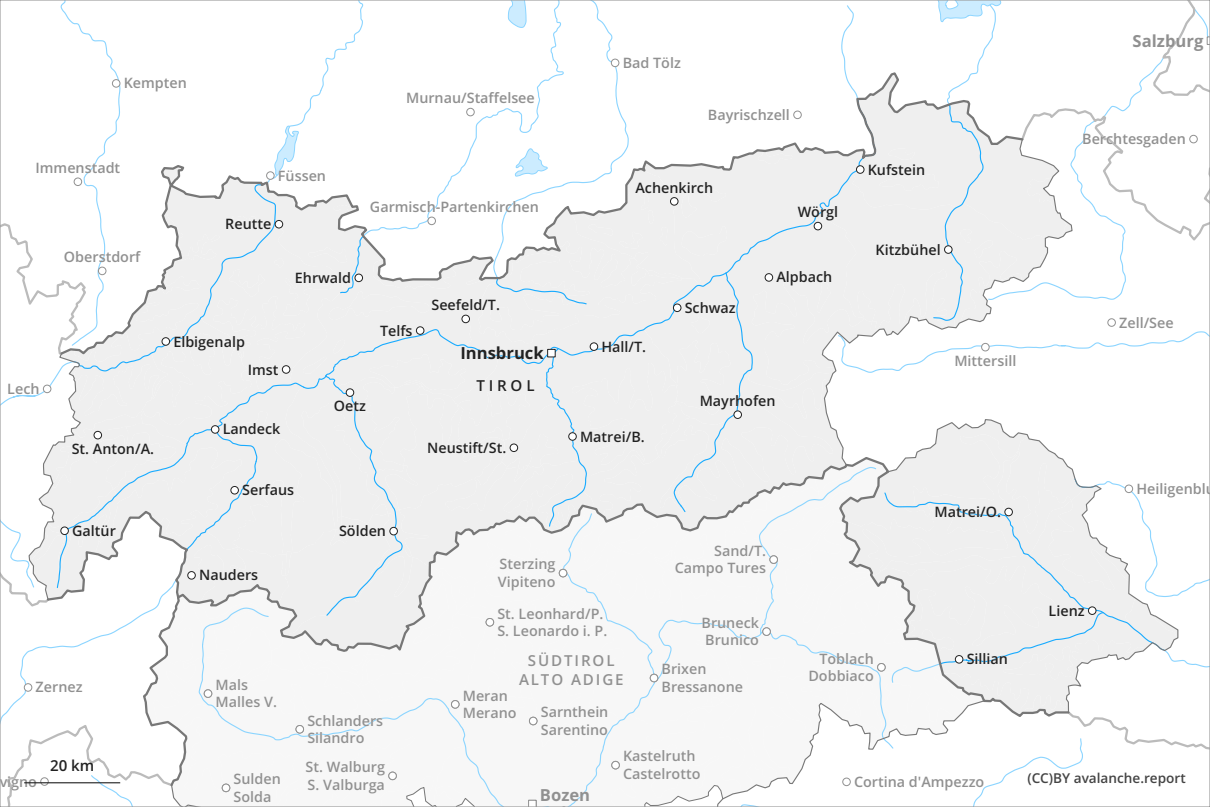 Salzburg
Bad Tölz
Kempten
Murnau/Staffelsee
Bayrischzell
Berchtesgaden
Immenstadt
Füssen
Kufstein
Achenkirch
Garmisch-Partenkirchen
Wörgl
Reutte
Kitzbühel
Oberstdorf
Ehrwald
Alpbach
Seefeld/T.
Schwaz
Zell/See
Telfs
Elbigenalp
Hall/T.
Innsbruck
Mittersill
Imst
TIROL
Lech
Oetz
Mayrhofen
Landeck
Matrei/B.
St. Anton/A.
Neustift/St.
Serfaus
Heiligenblu
Matrei/O.
Galtür
Sölden
Sand/T.
Campo Tures
Sterzing
Vipiteno
Nauders
Lienz
St. Leonhard/P.
S. Leonardo i. P.
Bruneck
Brunico
Sillian
SÜDTIROL
ALTO ADIGE
Toblach
Dobbiaco
Brixen
Bressanone
Zernez
Mals
Malles V.
Meran
Merano
Sarnthein
Sarentino
Schlanders
Silandro
Kastelruth
Castelrotto
20 km
St. Walburg
S. Valburga
vigno
Sulden
Solda
Cortina d'Ampezzo
(CC)BY avalanche.report
Bozen